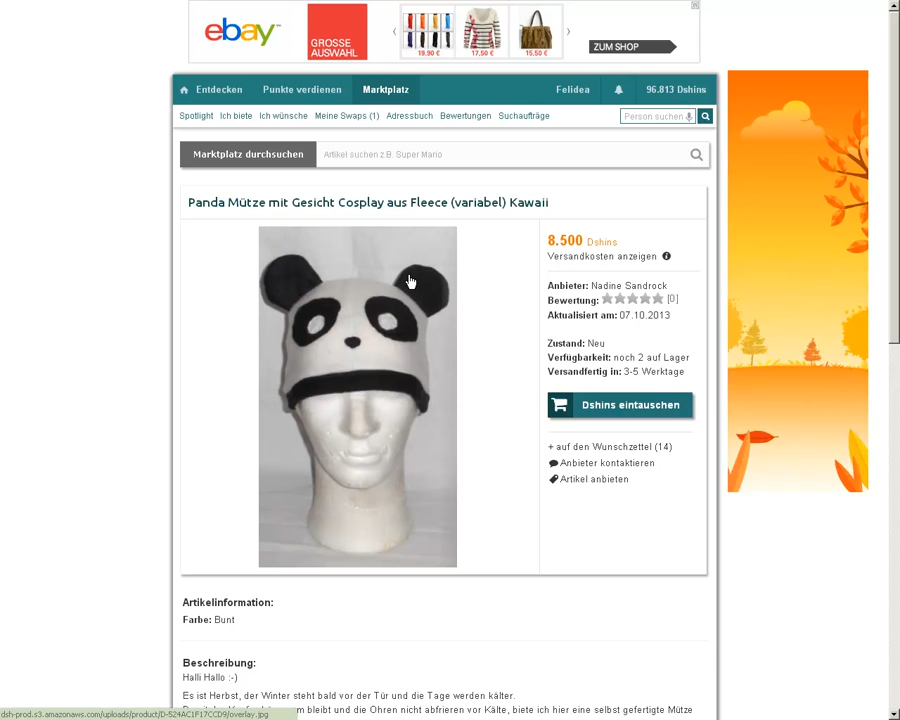 ebay™
GROSSE
AUSWAHL
19,90 €
17,50 €
15,50 €
ZUM SHOP
Entdecken
Punkte verdienen
Marktplatz
Felidea
96.813 Dshins
Spotlight
Ich biete
Ich wünsche
Meine Swaps (1)
Adressbuch
Bewertungen
Suchaufträge
Person suchen
Marktplatz durchsuchen
Artikel suchen z.B. Super Mario
Panda Mütze mit Gesicht Cosplay aus Fleece (variabel) Kawaii
8.500 Dshins
Versandkosten anzeigen
Anbieter: Nadine Sandrock
Bewertung: [0]
Aktualisiert am: 07.10.2013
Zustand: Neu
Verfügbarkeit: noch 2 auf Lager
Versandfertig in: 3-5 Werktage
Dshins eintauschen
+ auf den Wunschzettel (14)
Anbieter kontaktieren
Artikel anbieten
Artikelinformation:
Farbe: Bunt
Beschreibung:
Halli Hallo :-)
Es ist Herbst, der Winter steht bald vor der Tür und die Tage werden kälter.
bleibt und die Ohren nicht abfrieren vor Kälte, biete ich hier eine selbst gefertigte Mütze
dsh-prod.s3.amazonaws.com/uploads/product/D-524AC1F17CCD9/overlay.jpg